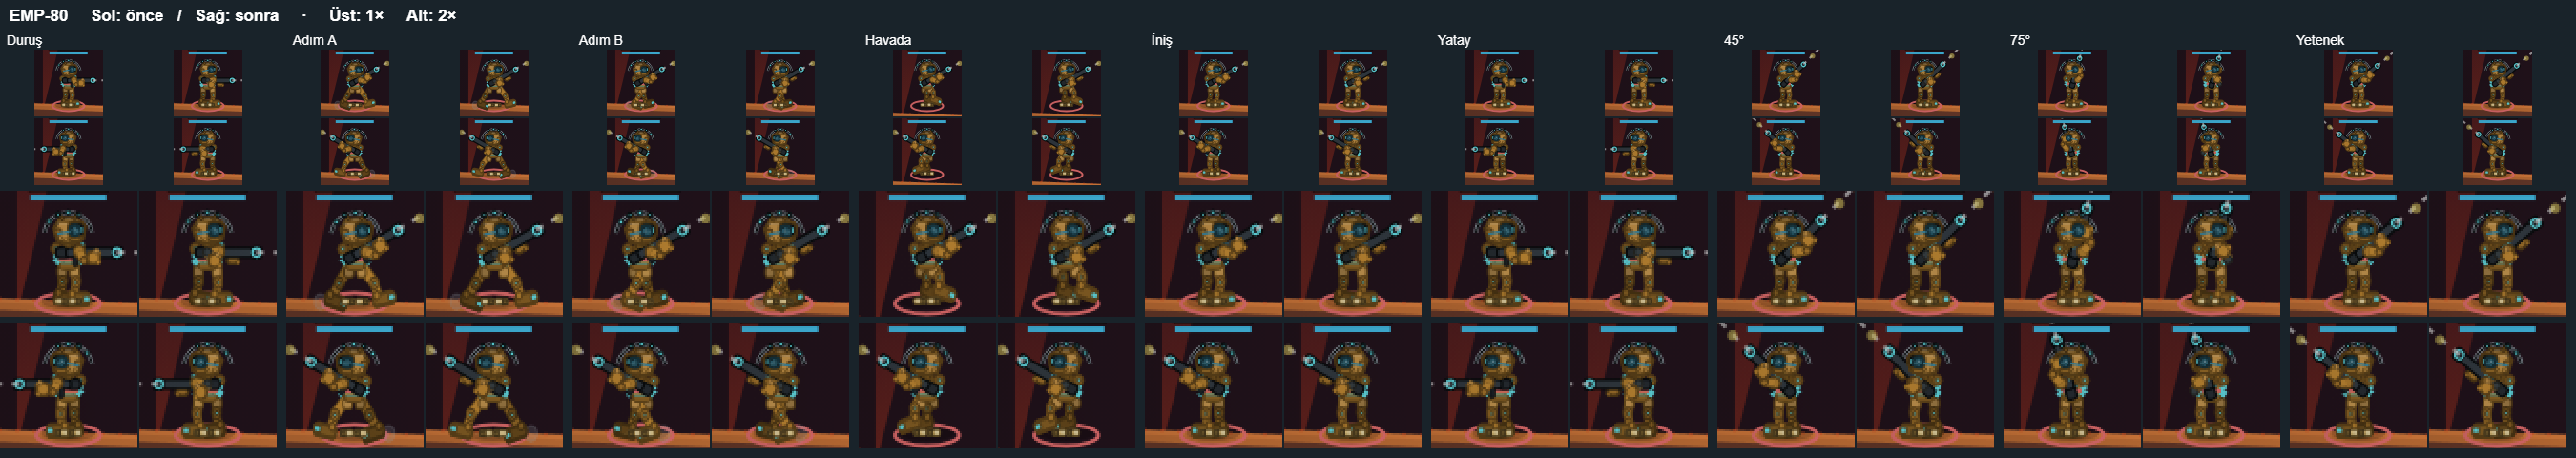 EMP-80 Sol: önce / Sağ: sonra · Üst: 1× Alt: 2×
Duruş Adım A Adım B Havada İniş Yatay 45° 75° Yetenek